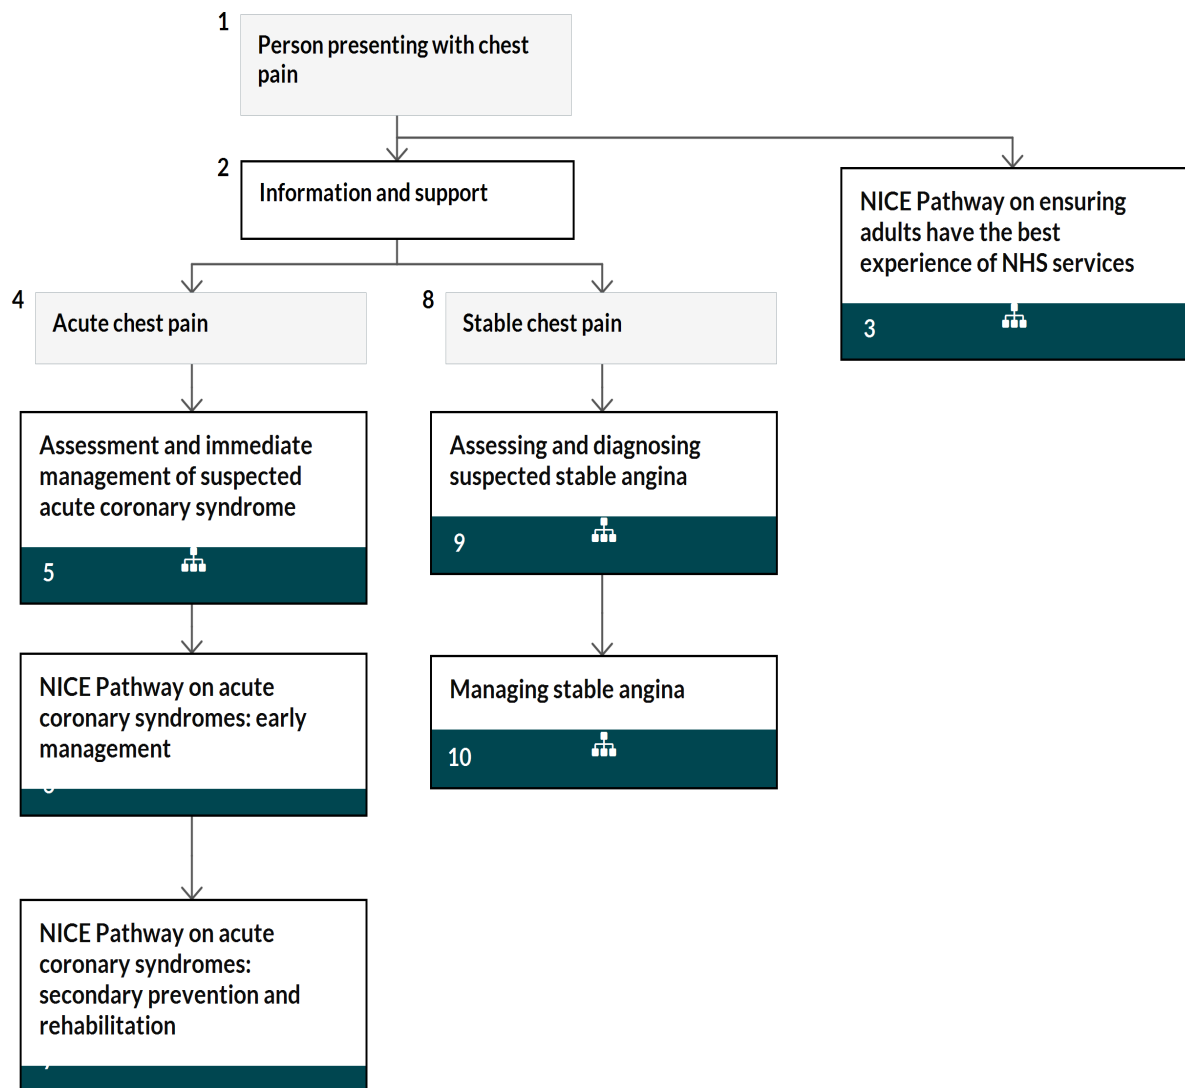 1
Person presenting with chest
pain
2
Information and support
NICE Pathway on ensuring
adults have the best
experience of NHS services
3
4
Acute chest pain
8
Stable chest pain
Assessment and immediate
management of suspected
acute coronary syndrome
5
Assessing and diagnosing
suspected stable angina
9
NICE Pathway on acute
coronary syndromes: early
management
Managing stable angina
10
NICE Pathway on acute
coronary syndromes:
secondary prevention and
rehabilitation